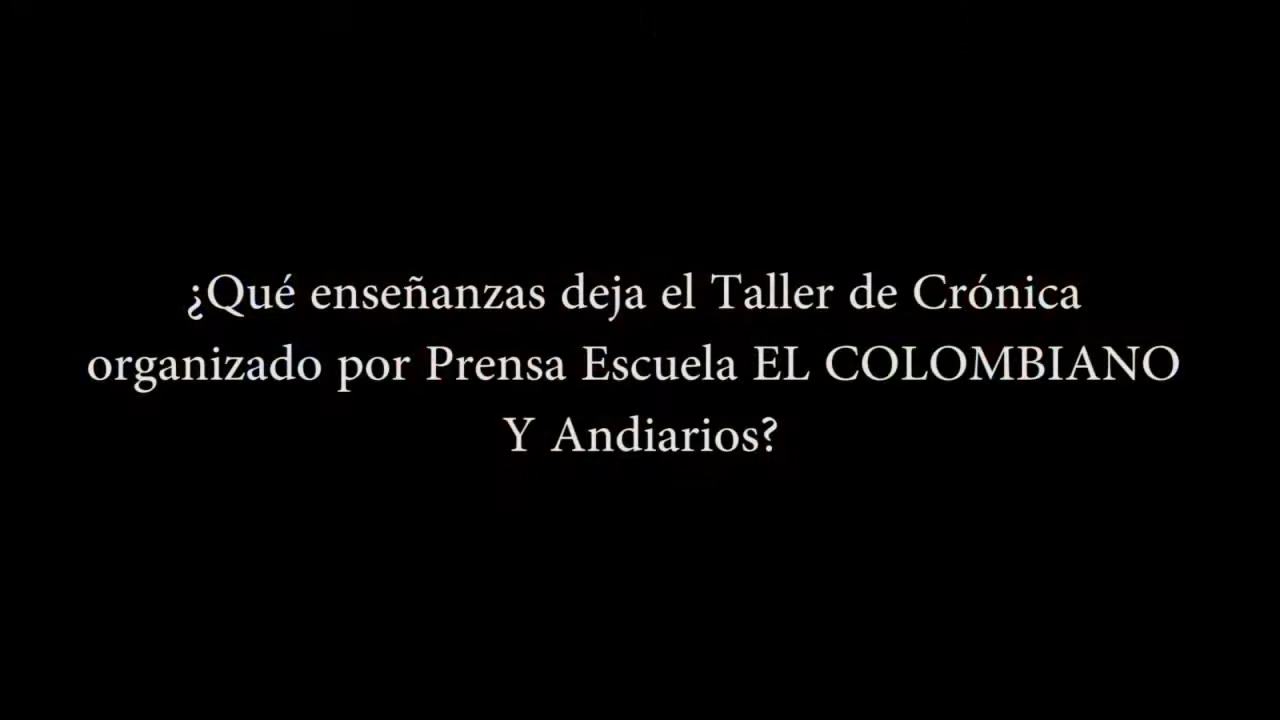 ¿Qué enseñanzas deja el Taller de Crónica
organizado por Prensa Escuela EL COLOMBIANO
Y Andiarios?